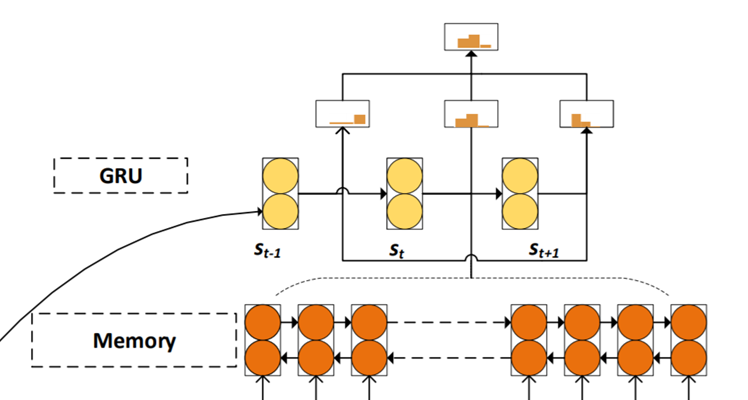 GRU
s_{t-1}
s_t
s_{t+1}
Memory